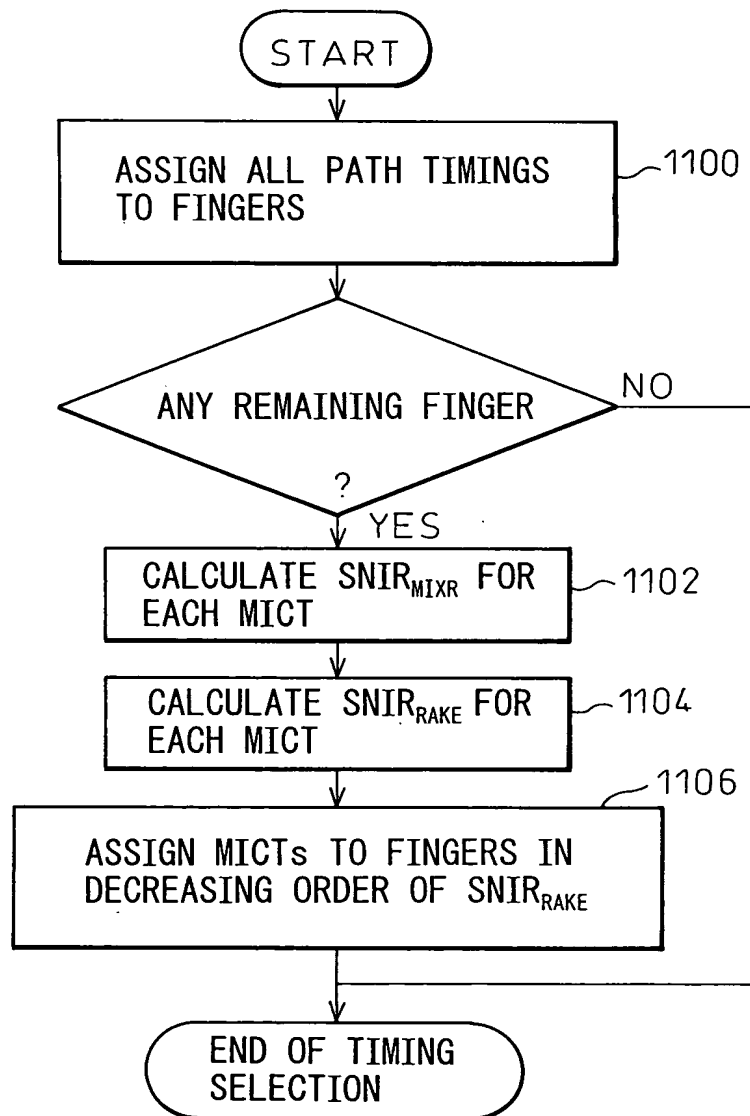 START
ASSIGN ALL PATH TIMINGS
TO FINGERS
1100
ANY REMAINING FINGER
?
NO
YES
CALCULATE SNIR_MIXR FOR
EACH MICT
1102
CALCULATE SNIR_RAKE FOR
EACH MICT
1104
1106
ASSIGN MICTs TO FINGERS IN
DECREASING ORDER OF SNIR_RAKE
END OF TIMING
SELECTION